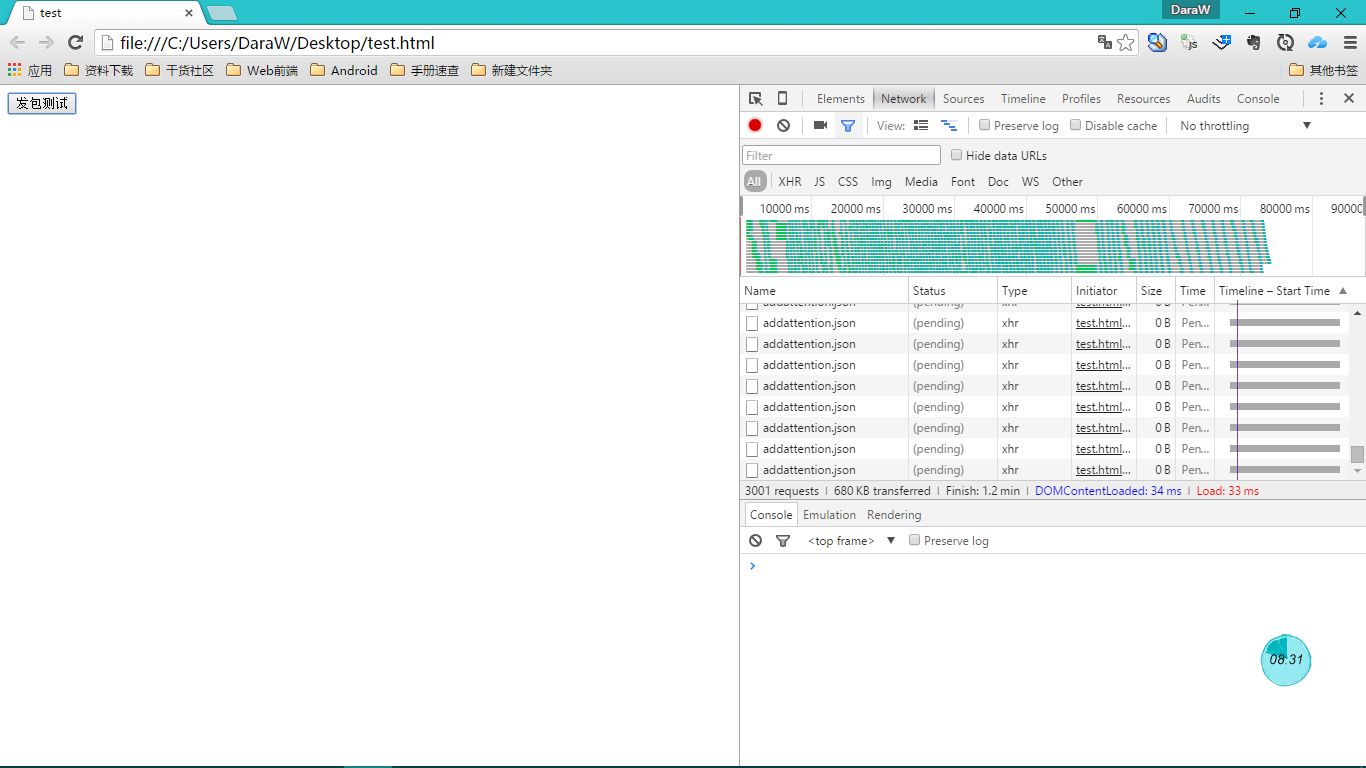 test
DaraW
file:///C:/Users/DaraW/Desktop/test.html
js
应用 资料下载 干货社区 Web前端 Android 手册速查 新建文件夹 其他书签
发包测试
Elements Network Sources Timeline Profiles Resources Audits Console
View: Preserve log Disable cache No throttling
Filter Hide data URLs
All XHR JS CSS Img Media Font Doc WS Other
10000 ms 20000 ms 30000 ms 40000 ms 50000 ms 60000 ms 70000 ms 80000 ms 90000
Name Status Type Initiator Size Time Timeline – Start Time
addattention.json (pending) xhr test.html... 0 B
addattention.json (pending) xhr test.html... 0 B Pen...
addattention.json (pending) xhr test.html... 0 B Pen...
addattention.json (pending) xhr test.html... 0 B Pen...
addattention.json (pending) xhr test.html... 0 B Pen...
addattention.json (pending) xhr test.html... 0 B Pen...
addattention.json (pending) xhr test.html... 0 B Pen...
addattention.json (pending) xhr test.html... 0 B Pen...
addattention.json (pending) xhr test.html... 0 B Pen...
3001 requests | 680 KB transferred | Finish: 1.2 min | DOMContentLoaded: 34 ms | Load: 33 ms
Console Emulation Rendering
<top frame> Preserve log
>
08:31